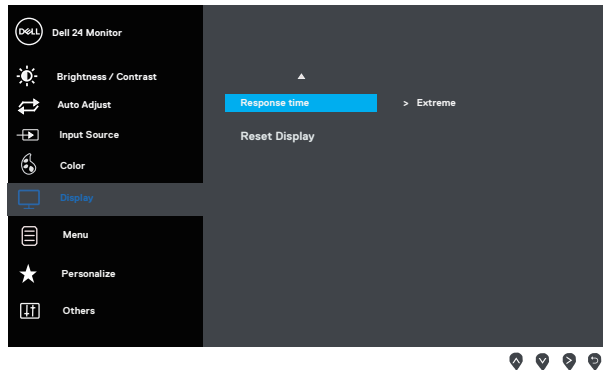 DELL
Dell 24 Monitor
Brightness / Contrast
Auto Adjust
Input Source
Color
Display
Menu
Personalize
Others
Response time > Extreme
Reset Display